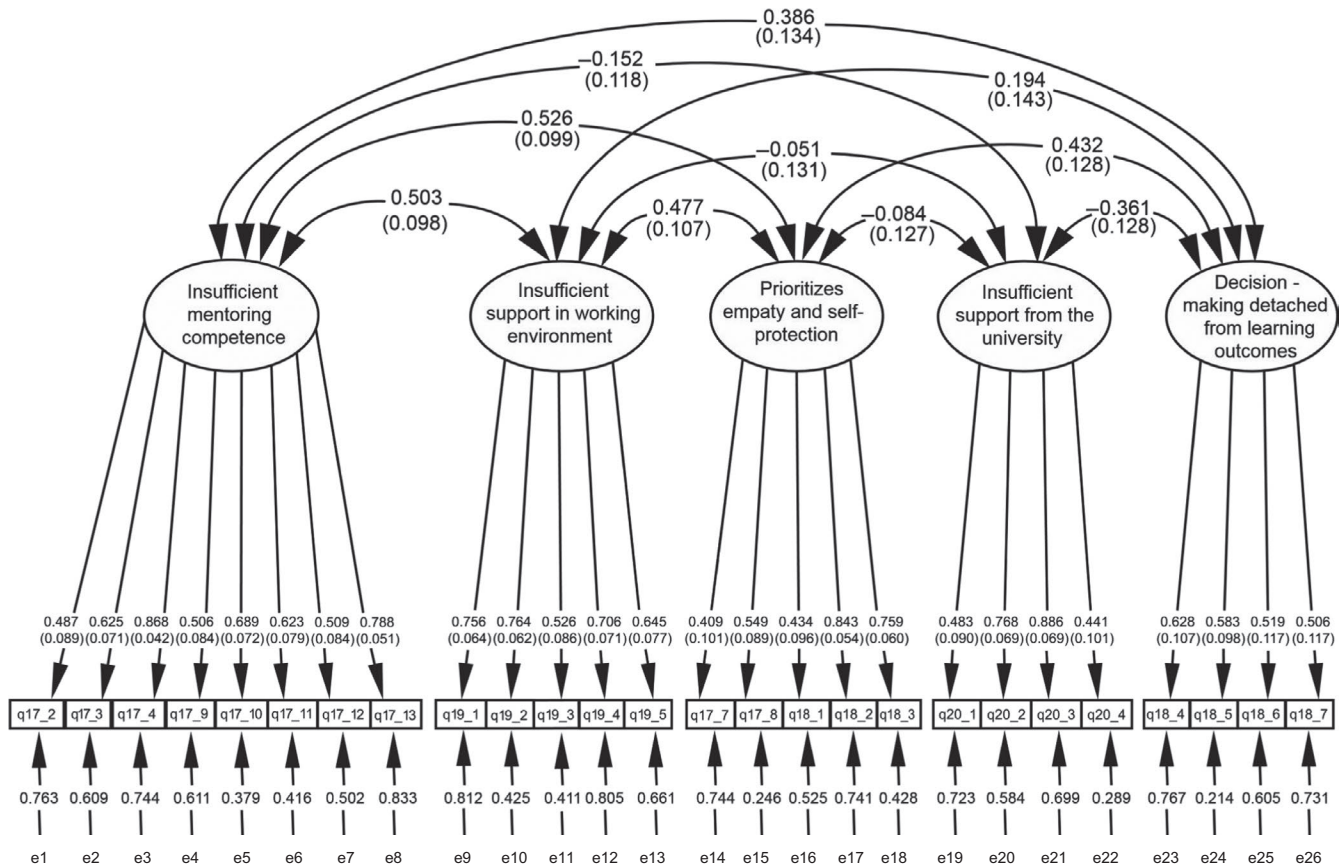 0.386
(0.134)
–0.152
(0.118)
0.194
(0.143)
0.526
(0.099)
–0.051
(0.131)
0.432
(0.128)
0.503
(0.098)
0.477
(0.107)
–0.084
(0.127)
–0.361
(0.128)
Insufficient
mentoring
competence
Insufficient
support in working
environment
Prioritizes
empaty and self-
protection
Insufficient
support from the
university
Decision -
making detached
from learning
outcomes
0.487 0.625 0.868 0.506 0.689 0.623 0.509 0.788
(0.089) (0.071) (0.042) (0.084) (0.072) (0.079) (0.084) (0.051)
0.756 0.764 0.526 0.706 0.645
(0.064) (0.062) (0.086) (0.071) (0.077)
0.409 0.549 0.434 0.843 0.759
(0.101) (0.089) (0.096) (0.054) (0.060)
0.483 0.768 0.886 0.441
(0.090) (0.069) (0.069) (0.101)
0.628 0.583 0.519 0.506
(0.107) (0.098) (0.117) (0.117)
q17_2 q17_3 q17_4 q17_9 q17_10 q17_11 q17_12 q17_13
q19_1 q19_2 q19_3 q19_4 q19_5
q17_7 q17_8 q18_1 q18_2 q18_3
q20_1 q20_2 q20_3 q20_4
q18_4 q18_5 q18_6 q18_7
0.763 0.609 0.744 0.611 0.379 0.416 0.502 0.833
0.812 0.425 0.411 0.805 0.661
0.744 0.246 0.525 0.741 0.428
0.723 0.584 0.699 0.289
0.767 0.214 0.605 0.731
e1 e2 e3 e4 e5 e6 e7 e8
e9 e10 e11 e12 e13
e14 e15 e16 e17 e18
e19 e20 e21 e22
e23 e24 e25 e26